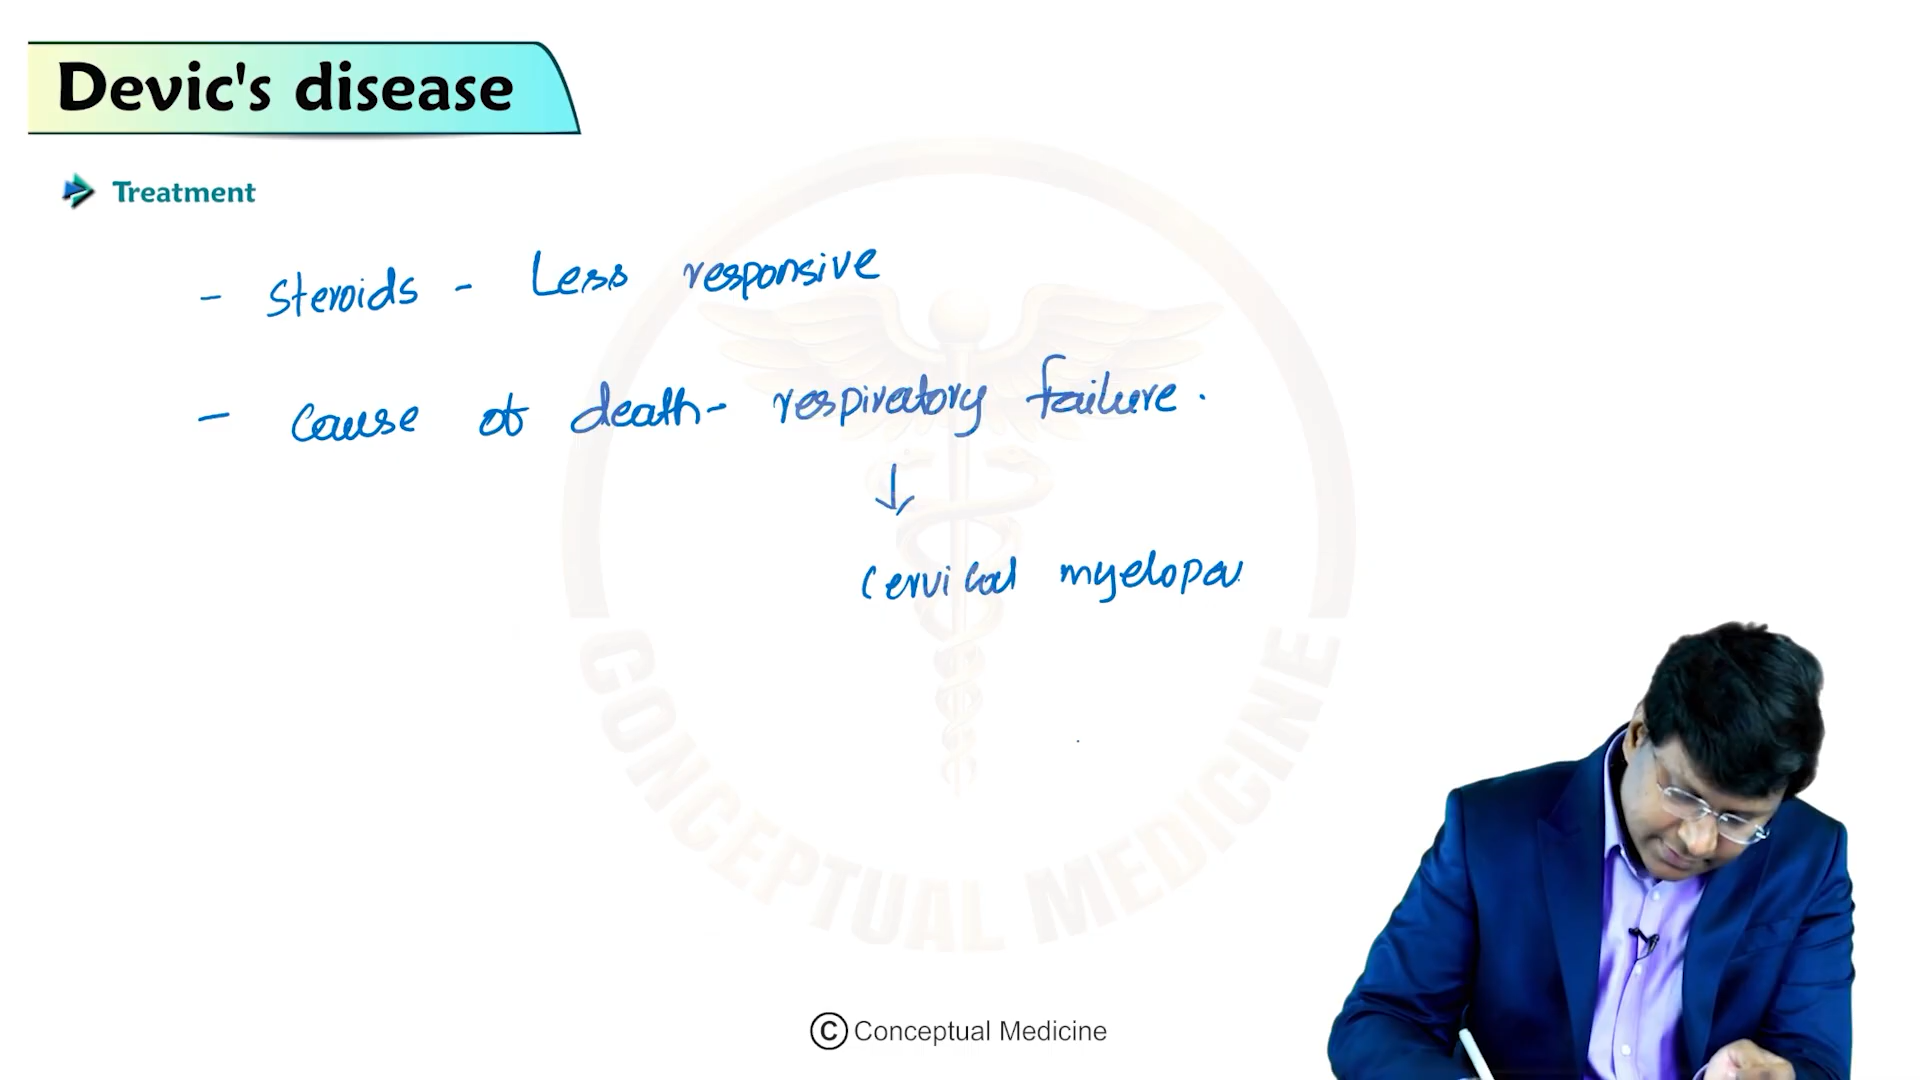 Devic's disease
Treatment
- Steroids - Less responsive
- Cause of death - respiratory failure.
↓
Cervical myelopa
CONCEPTUAL MEDICINE
© Conceptual Medicine